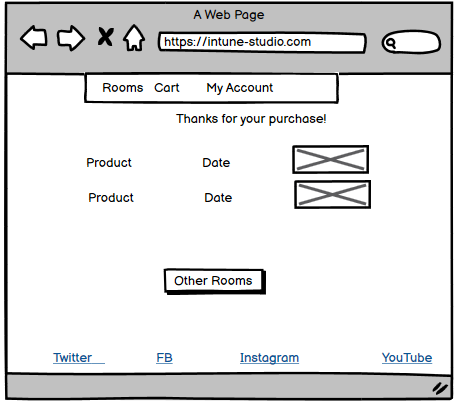 A Web Page
https://intune-studio.com
Rooms Cart My Account
Thanks for your purchase!
Product Date
Product Date
Other Rooms
Twitter FB Instagram YouTube